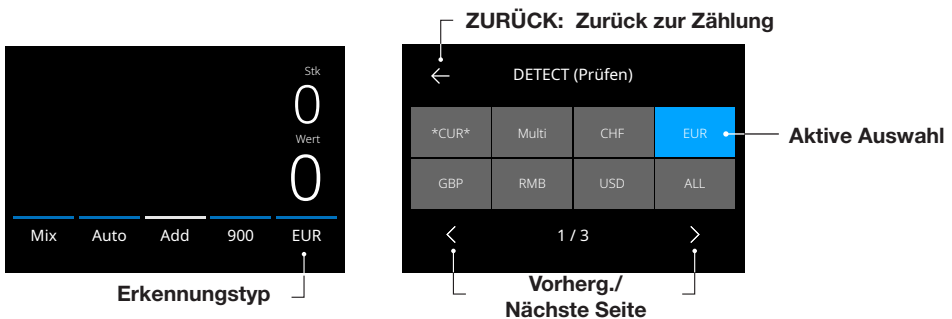 ZURÜCK: Zurück zur Zählung
Stk
0
Wert
0
Mix Auto Add 900 EUR
Erkennungstyp
DETECT (Prüfen)
*CUR* Multi CHF EUR
Aktive Auswahl
GBP RMB USD ALL
1 / 3
Vorherg./
Nächste Seite